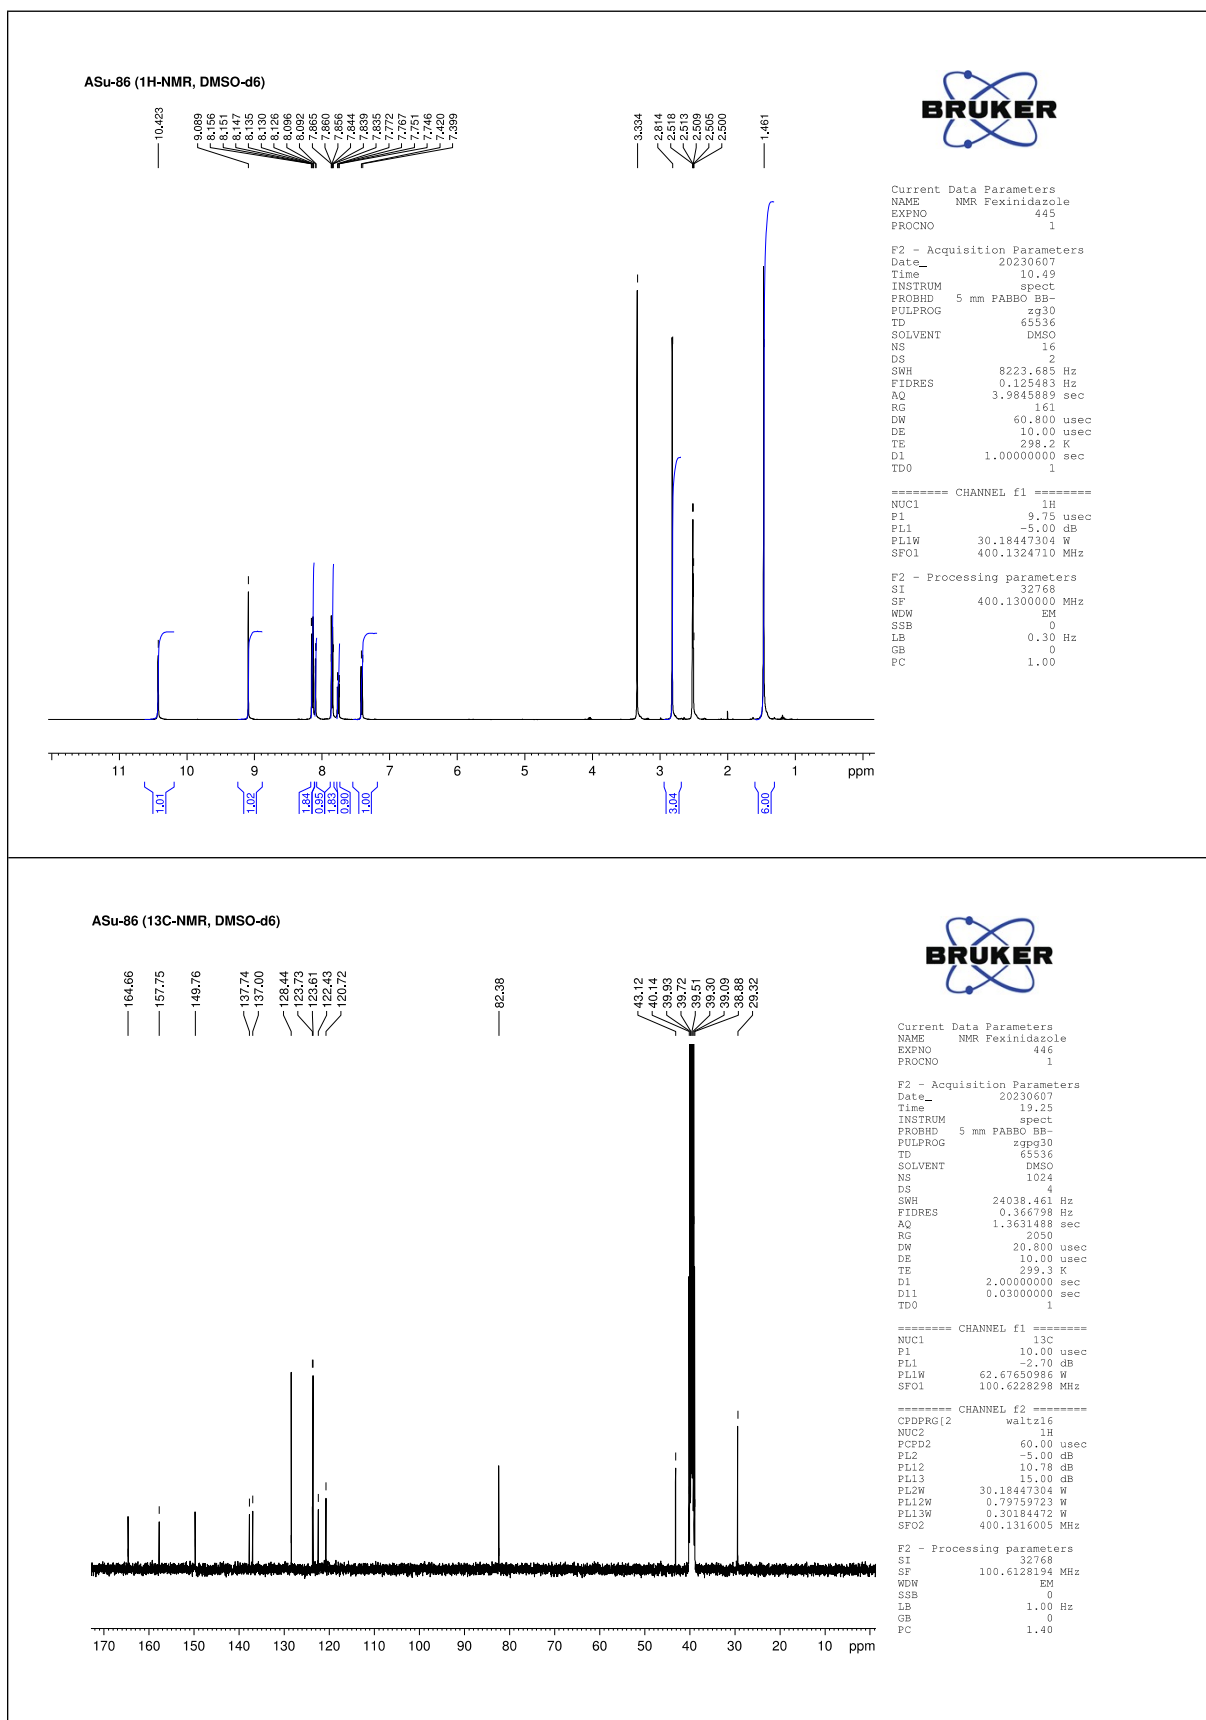 ASu-86 (1H-NMR, DMSO-d6)
10.423
9.089
8.156
8.151
8.147
8.135
8.130
8.126
8.096
8.092
7.865
7.860
7.856
7.844
7.839
7.835
7.772
7.767
7.751
7.746
7.420
7.399
3.334
2.814
2.518
2.513
2.509
2.505
2.500
1.461
BRUKER
Current Data Parameters
NAME NMR Fexinidazole
EXPNO 445
PROCNO 1
F2 - Acquisition Parameters
Date_ 20230607
Time 10.49
INSTRUM spect
PROBHD 5 mm PABBO BB-
PULPROG zg30
TD 65536
SOLVENT DMSO
NS 16
DS 2
SWH 8223.685 Hz
FIDRES 0.125483 Hz
AQ 3.9845889 sec
RG 161
DW 60.800 usec
DE 10.00 usec
TE 298.2 K
D1 1.00000000 sec
TD0 1
======== CHANNEL f1 ========
NUC1 1H
P1 9.75 usec
PL1 -5.00 dB
PL1W 30.18447304 W
SFO1 400.1324710 MHz
F2 - Processing parameters
SI 32768
SF 400.1300000 MHz
WDW EM
SSB 0
LB 0.30 Hz
GB 0
PC 1.00
11 10 9 8 7 6 5 4 3 2 1 ppm
1.01
1.02
1.84
0.95
1.83
0.90
1.00
3.04
6.00
ASu-86 (13C-NMR, DMSO-d6)
164.66
157.75
149.76
137.74
137.00
128.44
123.73
123.61
122.43
120.72
82.38
43.12
40.14
39.93
39.72
39.51
39.30
39.09
38.88
29.32
BRUKER
Current Data Parameters
NAME NMR Fexinidazole
EXPNO 446
PROCNO 1
F2 - Acquisition Parameters
Date_ 20230607
Time 19.25
INSTRUM spect
PROBHD 5 mm PABBO BB-
PULPROG zgpg30
TD 65536
SOLVENT DMSO
NS 1024
DS 4
SWH 24038.461 Hz
FIDRES 0.366798 Hz
AQ 1.3631488 sec
RG 2050
DW 20.800 usec
DE 10.00 usec
TE 299.3 K
D1 2.00000000 sec
D11 0.03000000 sec
TD0 1
======== CHANNEL f1 ========
NUC1 13C
P1 10.00 usec
PL1 -2.70 dB
PL1W 62.67650986 W
SFO1 100.6228298 MHz
======== CHANNEL f2 ========
CPDPRG[2 waltz16
NUC2 1H
PCPD2 60.00 usec
PL2 -5.00 dB
PL12 10.78 dB
PL13 15.00 dB
PL2W 30.18447304 W
PL12W 0.79759723 W
PL13W 0.30184472 W
SFO2 400.1316005 MHz
F2 - Processing parameters
SI 32768
SF 100.6128194 MHz
WDW EM
SSB 0
LB 1.00 Hz
GB 0
PC 1.40
170 160 150 140 130 120 110 100 90 80 70 60 50 40 30 20 10 ppm